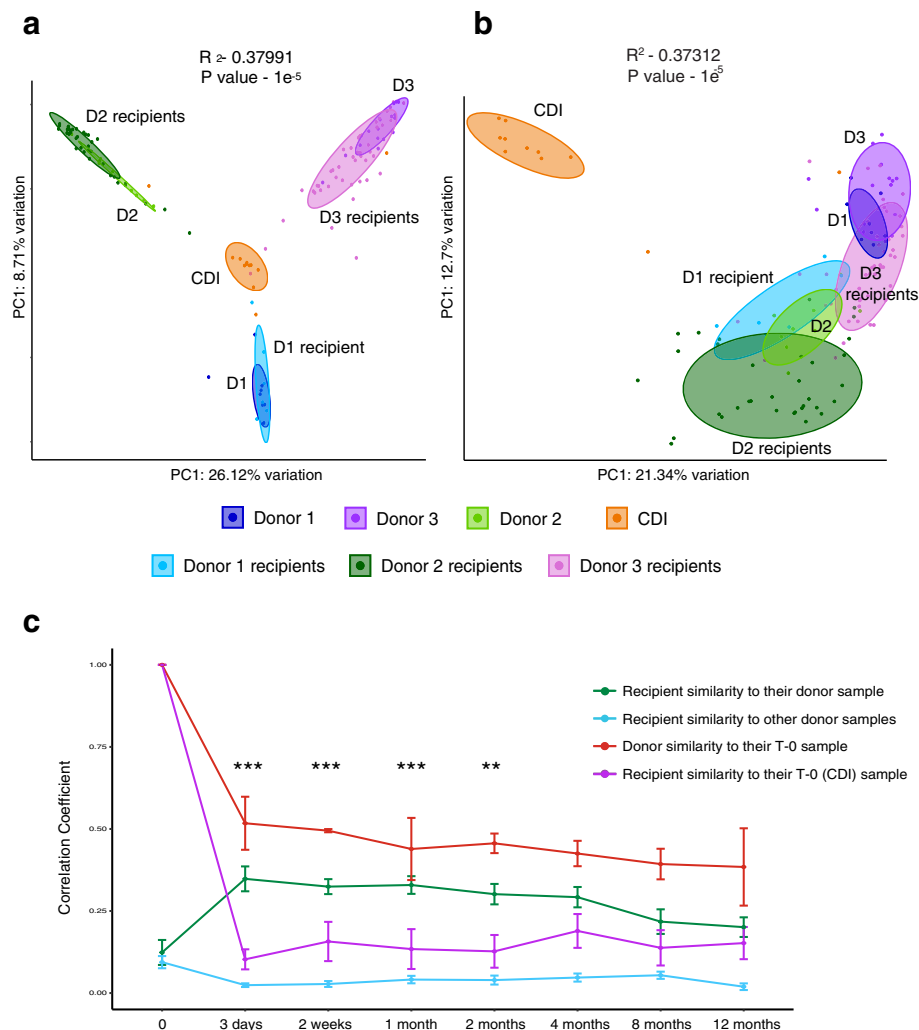 a
R 2- 0.37991
P value - 1e-5
D3
D2 recipients
D2
D3 recipients
CDI
D1 recipient
D1
PC1: 8.71% variation
PC1: 26.12% variation
b
R2 - 0.37312
P value - 1e-5
CDI
D3
D1
D1 recipient
D3
recipients
D2
D2 recipients
PC1: 12.7% variation
PC1: 21.34% variation
Donor 1
Donor 3
Donor 2
CDI
Donor 1 recipients
Donor 2 recipients
Donor 3 recipients
c
Correlation Coefficient
1.00
0.75
0.50
0.25
0.00
*** *** *** **
Recipient similarity to their donor sample
Recipient similarity to other donor samples
Donor similarity to their T-0 sample
Recipient similarity to their T-0 (CDI) sample
0 3 days 2 weeks 1 month 2 months 4 months 8 months 12 months